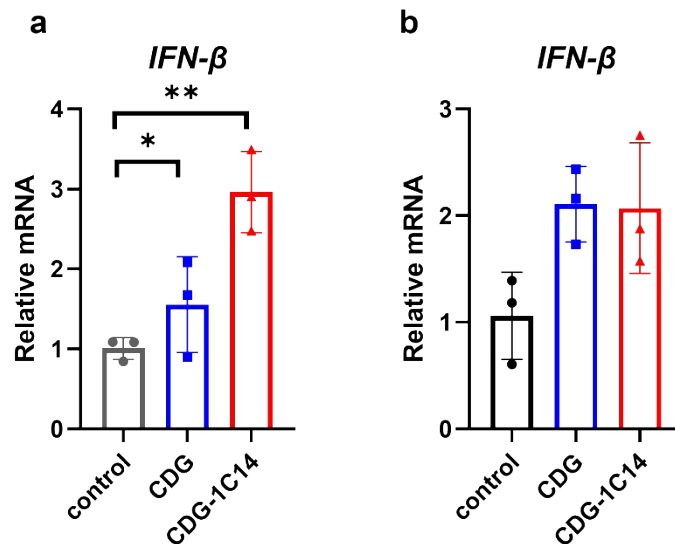 a
IFN-β
**
*
4
3
2
1
0
Relative mRNA
control
CDG
CDG-1C14
b
IFN-β
3
2
1
0
Relative mRNA
control
CDG
CDG-1C14